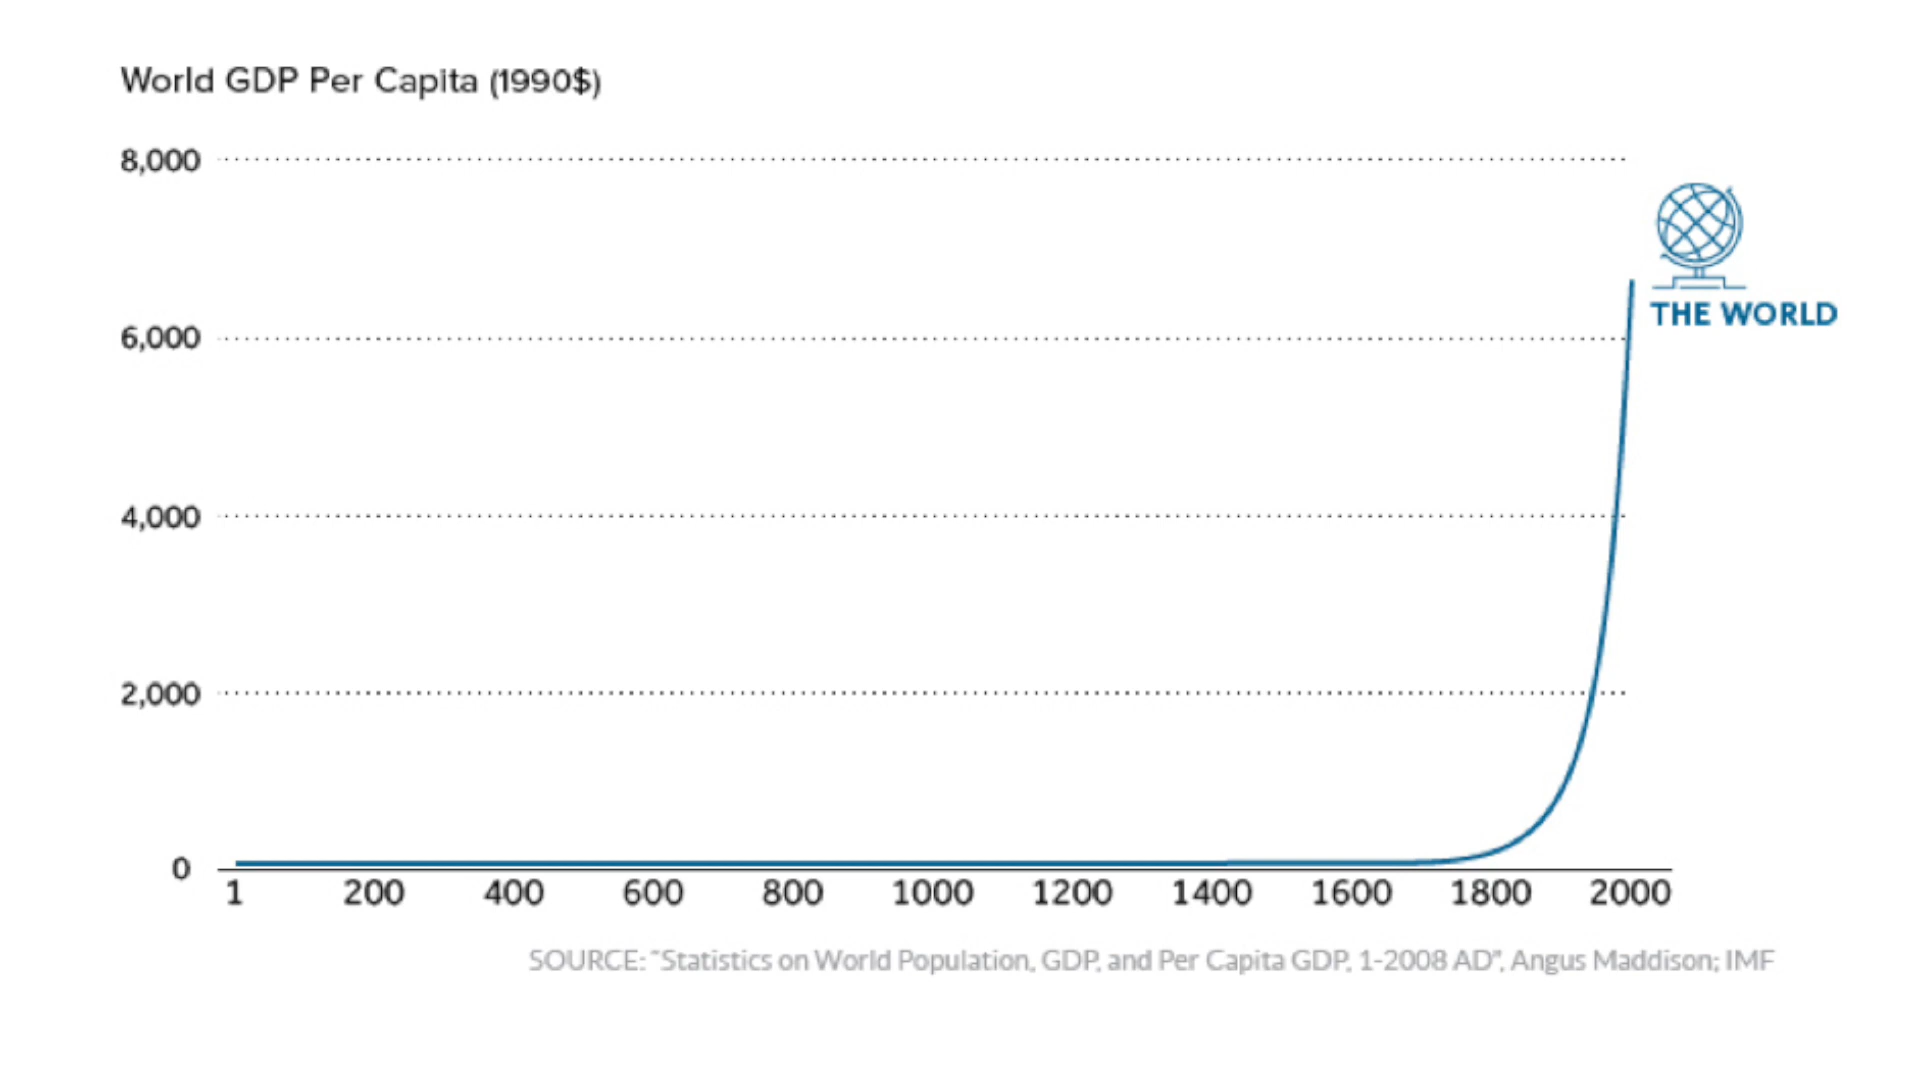 World GDP Per Capita (1990$)
8,000
6,000
4,000
2,000
0
THE WORLD
1 200 400 600 800 1000 1200 1400 1600 1800 2000
SOURCE: "Statistics on World Population, GDP, and Per Capita GDP, 1-2008 AD", Angus Maddison; IMF